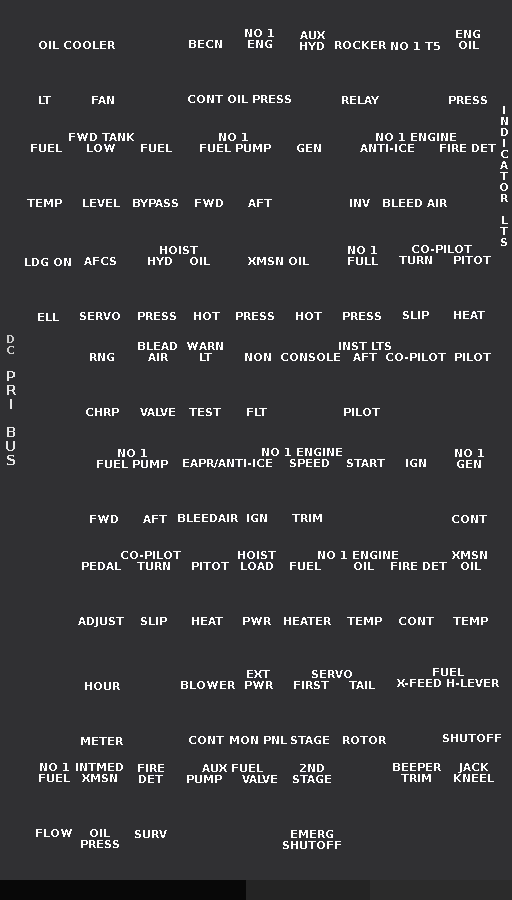 NO 1 AUX ENG
OIL COOLER BECN ENG HYD ROCKER NO 1 T5 OIL
LT FAN CONT OIL PRESS RELAY PRESS
FWD TANK NO 1 NO 1 ENGINE
FUEL LOW FUEL FUEL PUMP GEN ANTI-ICE FIRE DET
INDICATOR LTS
TEMP LEVEL BYPASS FWD AFT INV BLEED AIR
HOIST NO 1 CO-PILOT
LDG ON AFCS HYD OIL XMSN OIL FULL TURN PITOT
ELL SERVO PRESS HOT PRESS HOT PRESS SLIP HEAT
DC PRI BUS
BLEAD WARN INST LTS
RNG AIR LT NON CONSOLE AFT CO-PILOT PILOT
CHRP VALVE TEST FLT PILOT
NO 1 NO 1 ENGINE NO 1
FUEL PUMP EAPR/ANTI-ICE SPEED START IGN GEN
FWD AFT BLEEDAIR IGN TRIM CONT
CO-PILOT HOIST NO 1 ENGINE XMSN
PEDAL TURN PITOT LOAD FUEL OIL FIRE DET OIL
ADJUST SLIP HEAT PWR HEATER TEMP CONT TEMP
EXT SERVO FUEL
HOUR BLOWER PWR FIRST TAIL X-FEED H-LEVER
METER CONT MON PNL STAGE ROTOR SHUTOFF
NO 1 INTMED FIRE AUX FUEL 2ND BEEPER JACK
FUEL XMSN DET PUMP VALVE STAGE TRIM KNEEL
FLOW OIL SURV EMERG
PRESS SHUTOFF